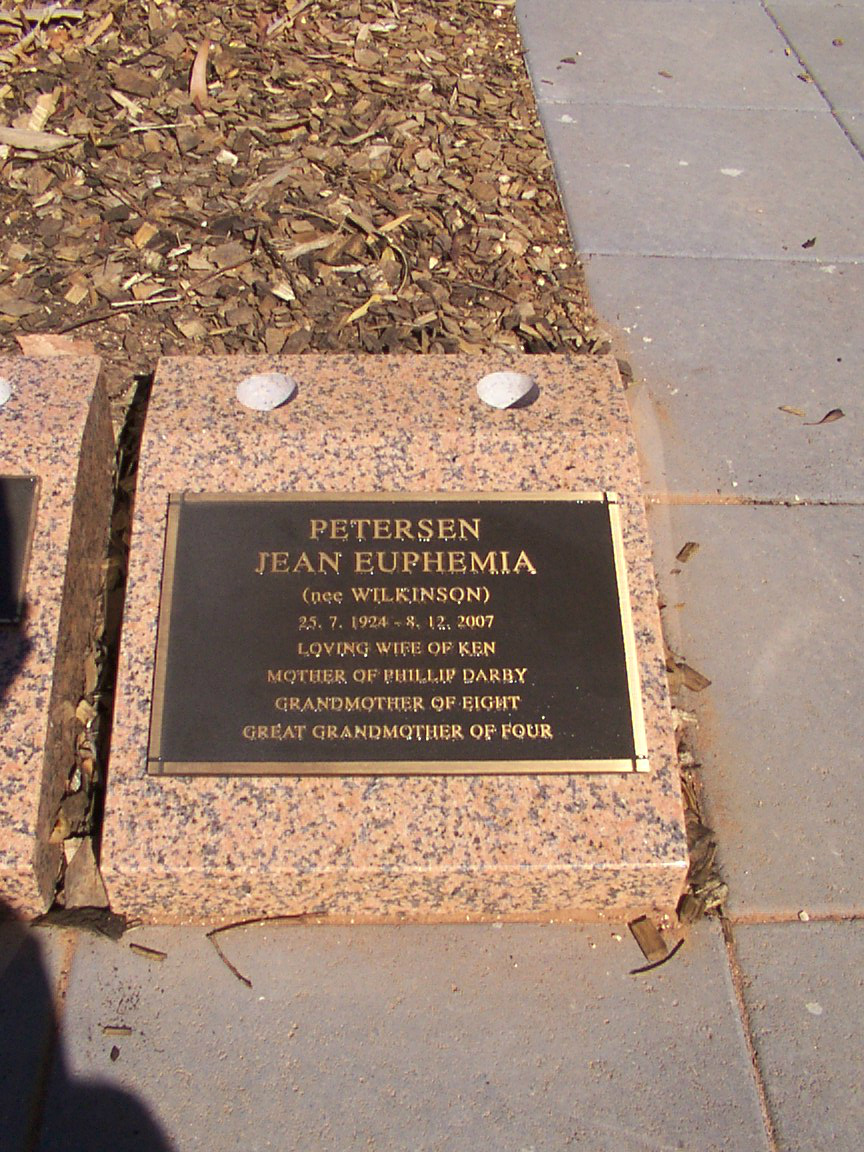 PETERSEN
JEAN EUPHEMIA
(nee WILKINSON)
25. 7. 1924 - 8. 12. 2007
LOVING WIFE OF KEN
MOTHER OF PHILLIP DARBY
GRANDMOTHER OF EIGHT
GREAT GRANDMOTHER OF FOUR